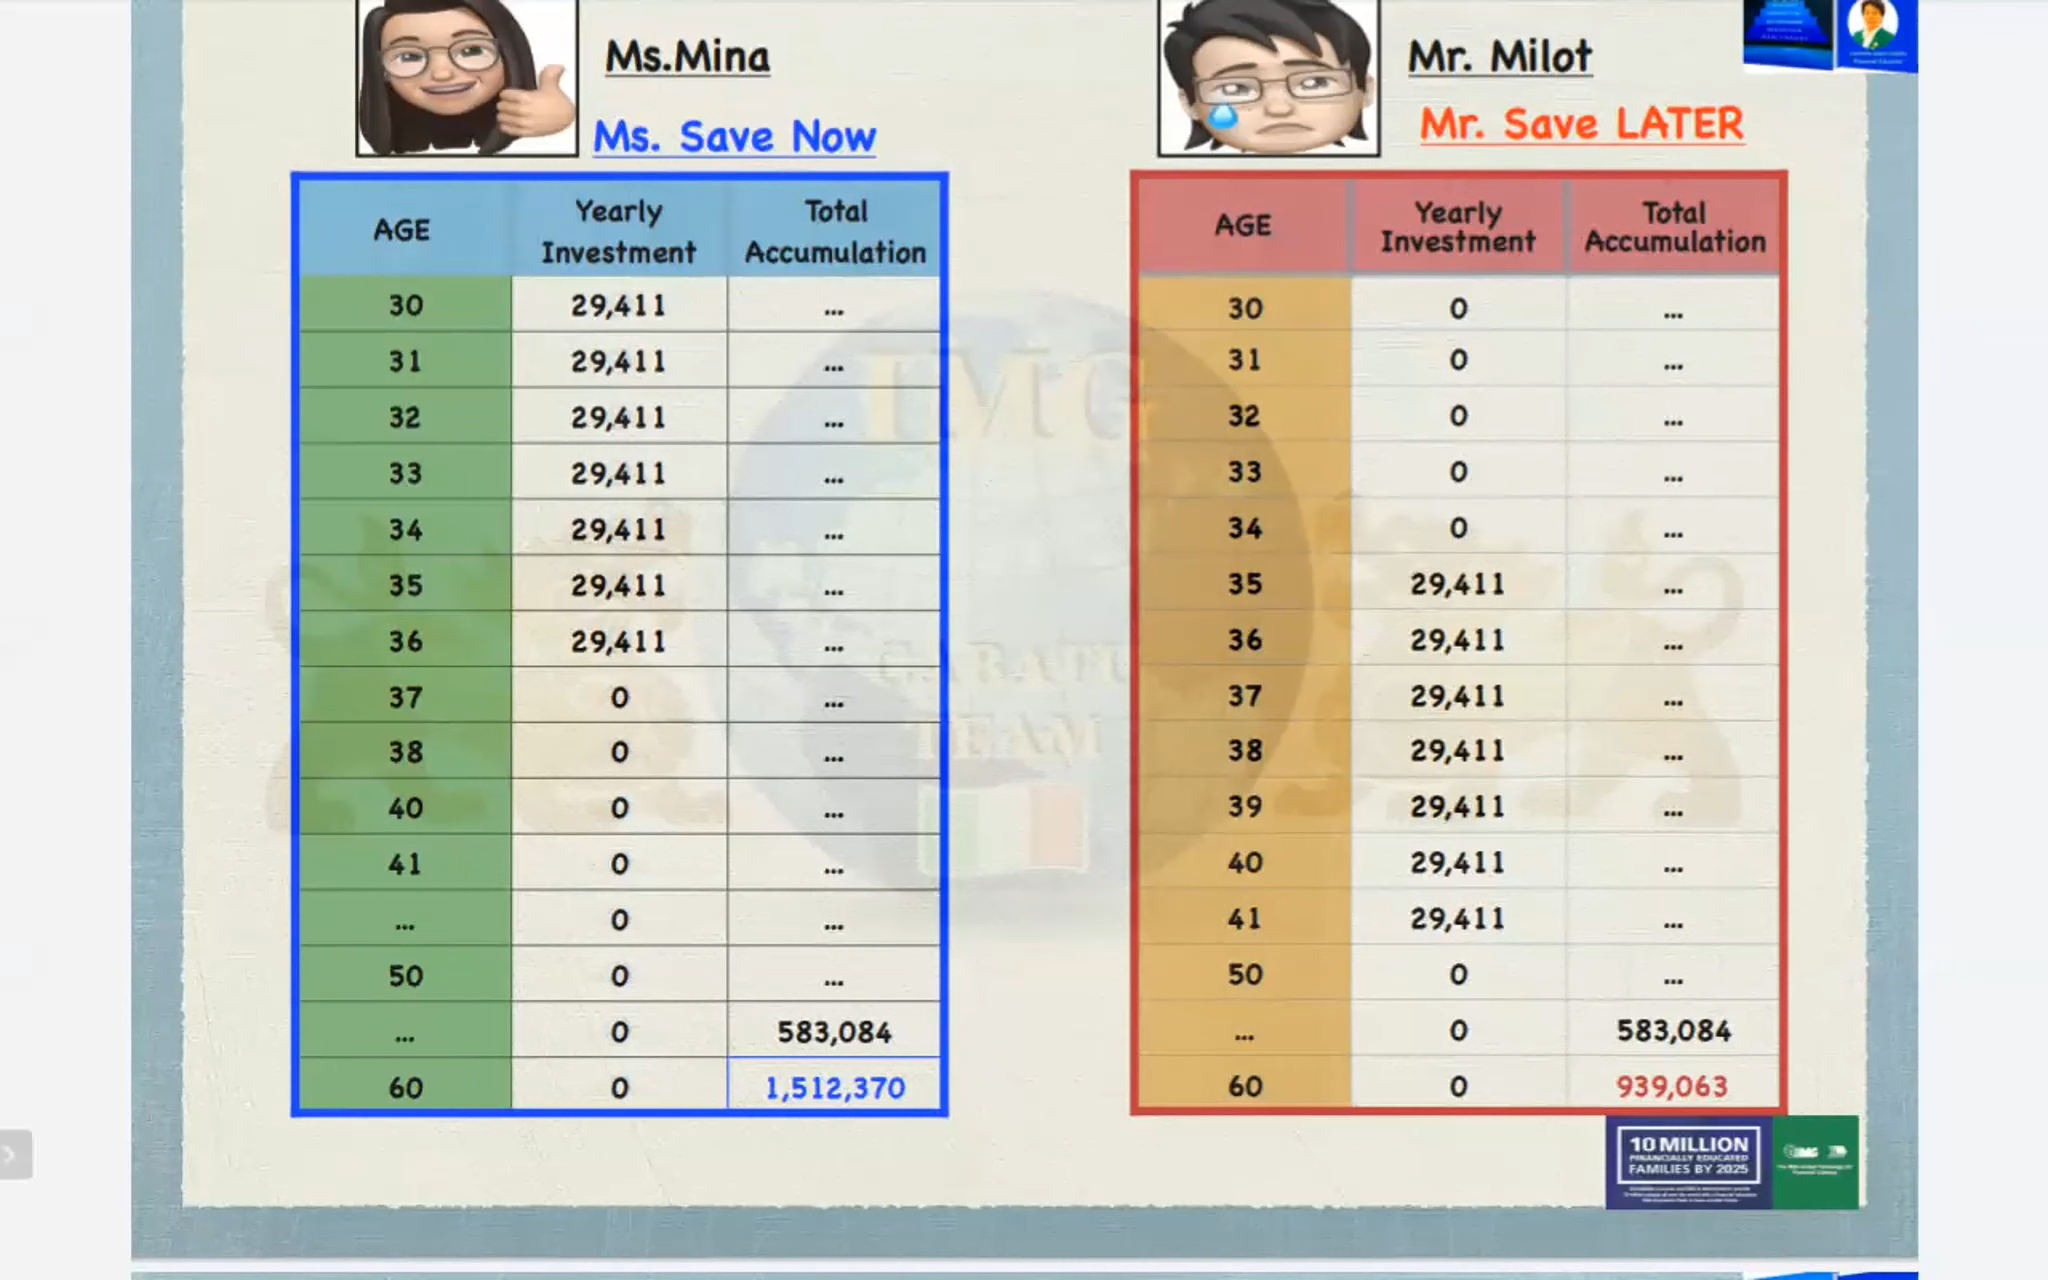 Ms.Mina
Ms. Save Now
AGE Yearly Investment Total Accumulation
30 29,411 ...
31 29,411 ...
32 29,411 ...
33 29,411 ...
34 29,411 ...
35 29,411 ...
36 29,411 ...
37 0 ...
38 0 ...
40 0 ...
41 0 ...
... 0 ...
50 0 ...
... 0 583,084
60 0 1,512,370
Mr. Milot
Mr. Save LATER
AGE Yearly Investment Total Accumulation
30 0 ...
31 0 ...
32 0 ...
33 0 ...
34 0 ...
35 29,411 ...
36 29,411 ...
37 29,411 ...
38 29,411 ...
39 29,411 ...
40 29,411 ...
41 29,411 ...
50 0 ...
... 0 583,084
60 0 939,063
IMG
TEAM
10 MILLION
FINANCIALLY EDUCATED
FAMILIES BY 2025